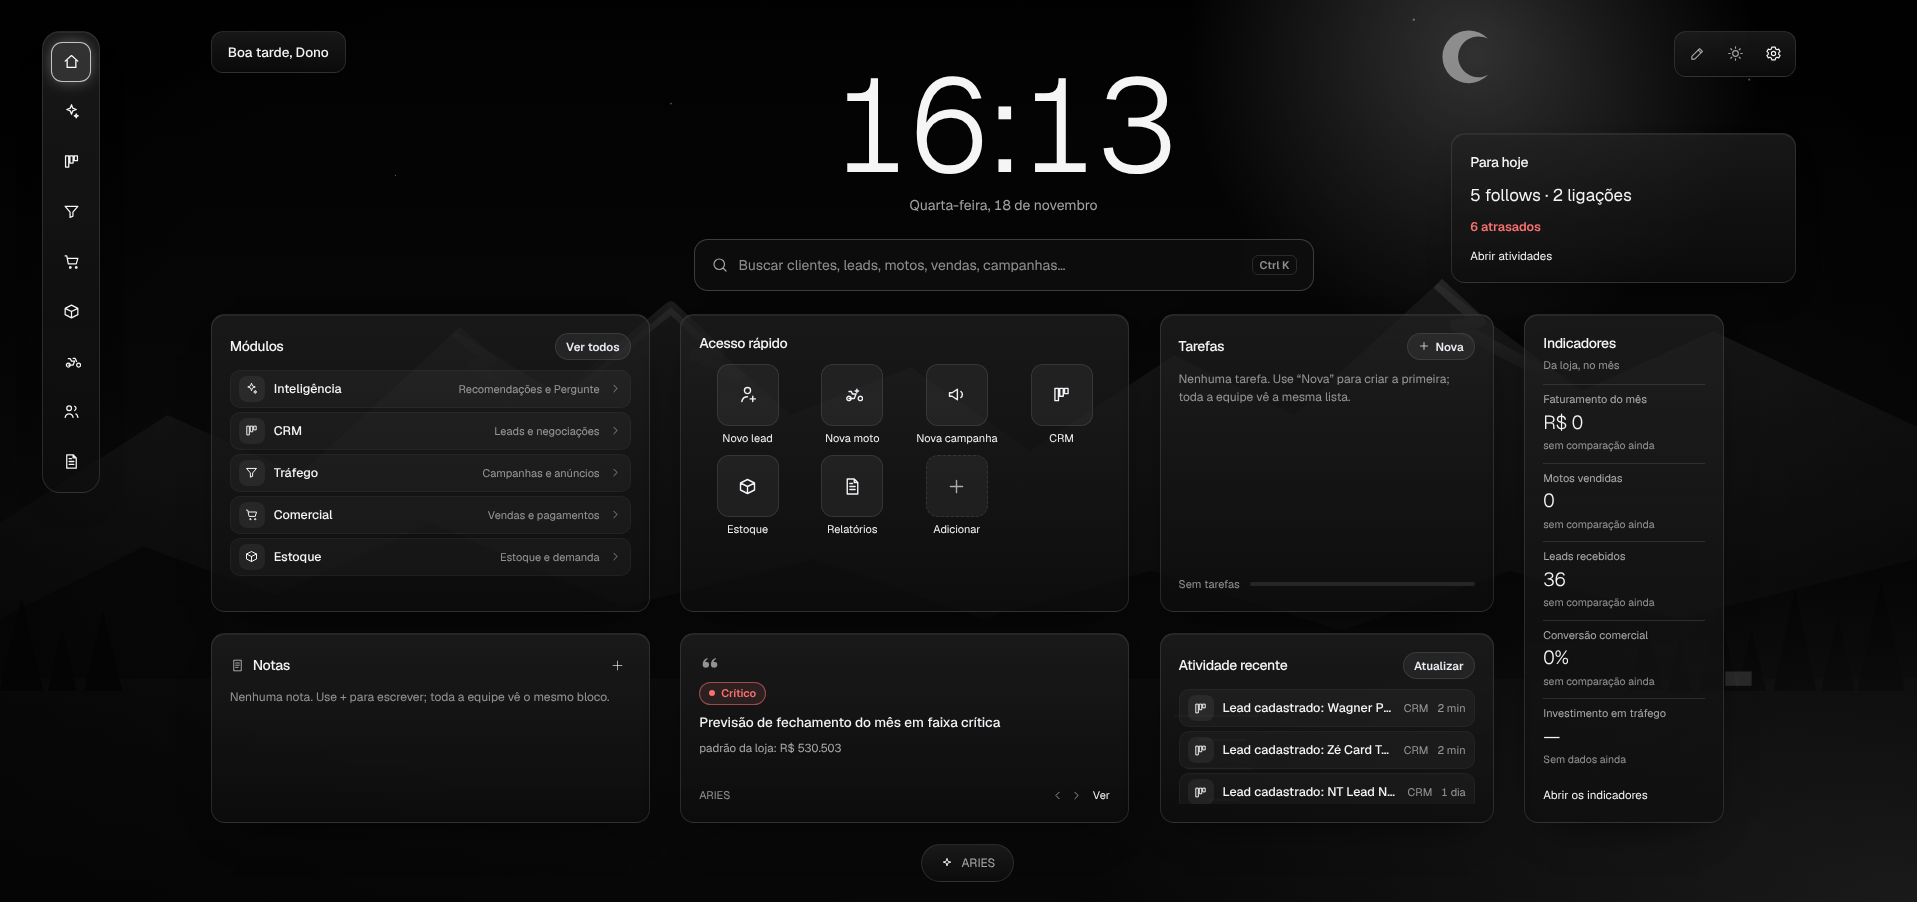 Boa tarde, Dono
16:13
Quarta-feira, 18 de novembro
Buscar clientes, leads, motos, vendas, campanhas...
Ctrl K
Para hoje
5 follows · 2 ligações
6 atrasados
Abrir atividades
Módulos
Ver todos
Inteligência
Recomendações e Pergunte
CRM
Leads e negociações
Tráfego
Campanhas e anúncios
Comercial
Vendas e pagamentos
Estoque
Estoque e demanda
Acesso rápido
Novo lead
Nova moto
Nova campanha
CRM
Estoque
Relatórios
Adicionar
Tarefas
Nova
Nenhuma tarefa. Use “Nova” para criar a primeira;
toda a equipe vê a mesma lista.
Sem tarefas
Indicadores
Da loja, no mês
Faturamento do mês
R$ 0
sem comparação ainda
Motos vendidas
0
sem comparação ainda
Leads recebidos
36
sem comparação ainda
Conversão comercial
0%
sem comparação ainda
Investimento em tráfego
—
Sem dados ainda
Abrir os indicadores
Notas
Nenhuma nota. Use + para escrever; toda a equipe vê o mesmo bloco.
“
Crítico
Previsão de fechamento do mês em faixa crítica
padrão da loja: R$ 530.503
ARIES
Ver
Atividade recente
Atualizar
Lead cadastrado: Wagner P...
CRM
2 min
Lead cadastrado: Zé Card T...
CRM
2 min
Lead cadastrado: NT Lead N...
CRM
1 dia
ARIES